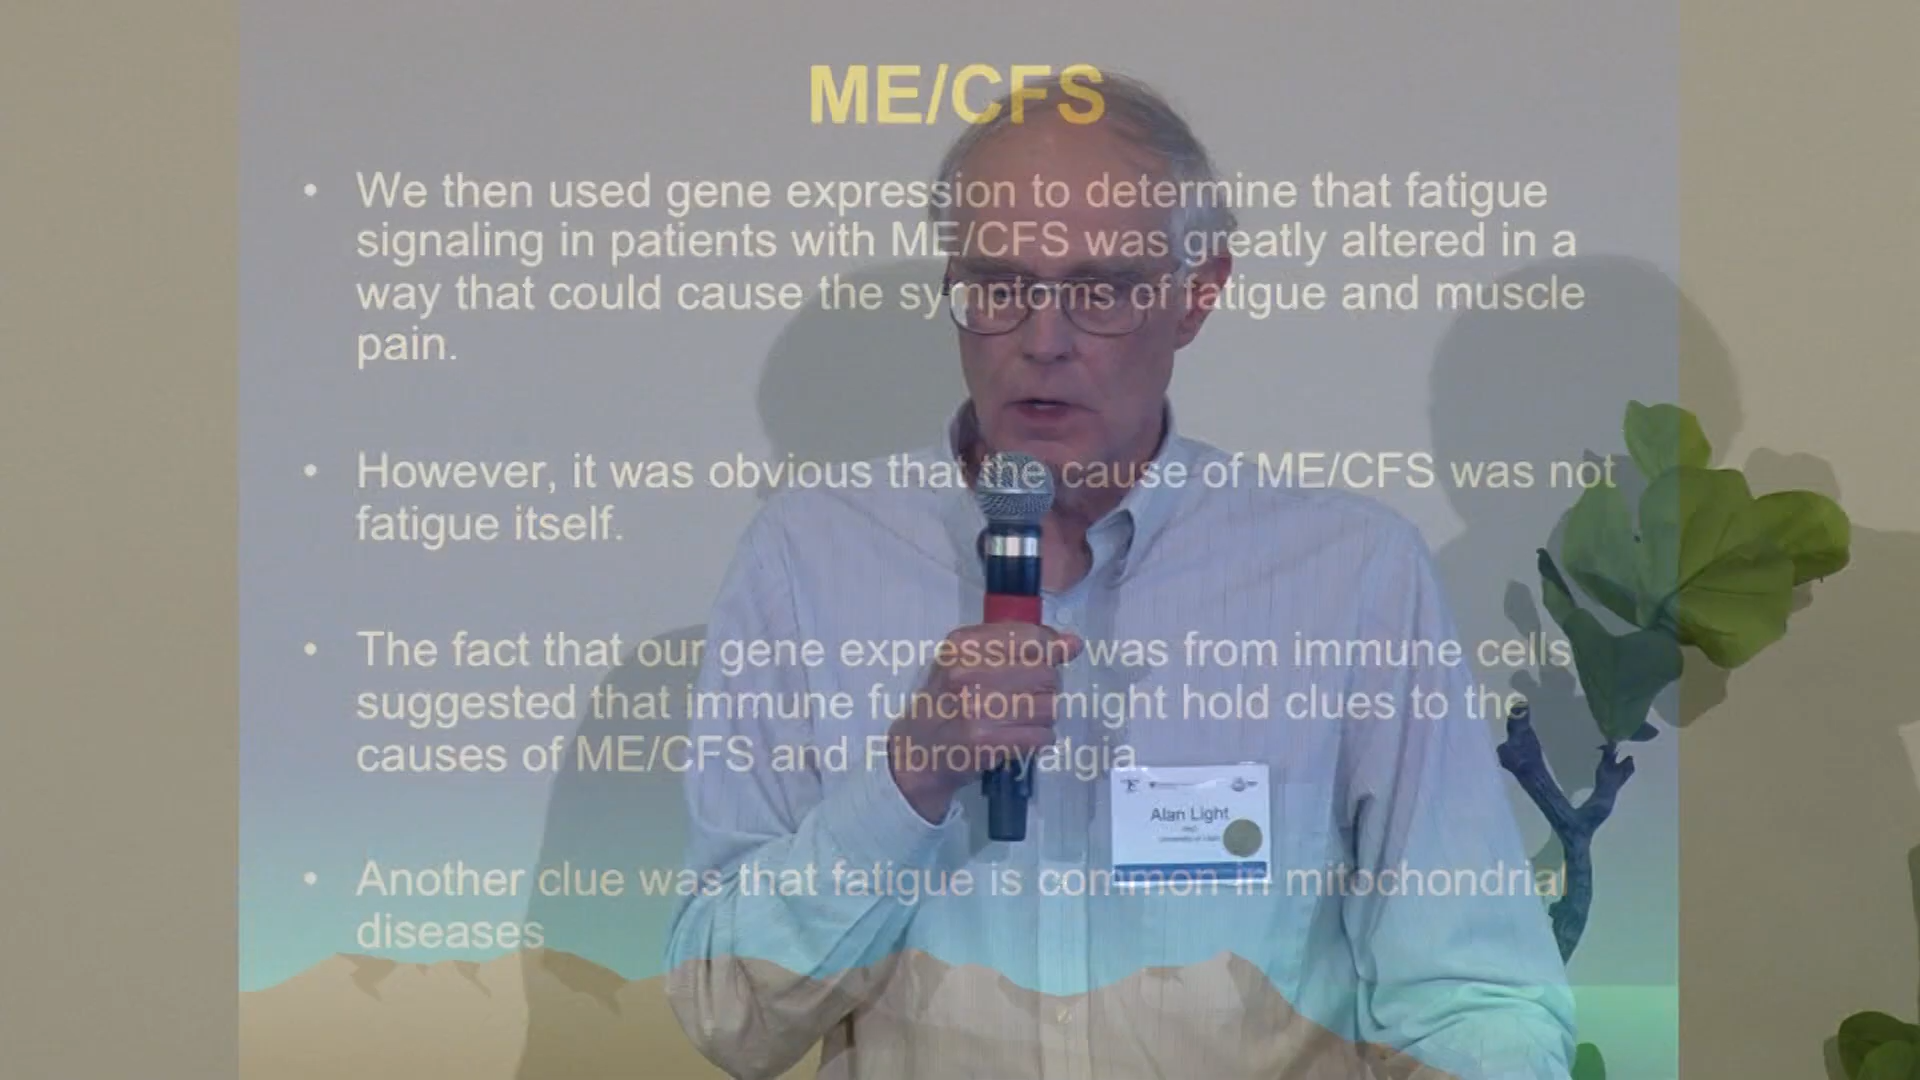 ME/CFS
• We then used gene expression to determine that fatigue
signaling in patients with ME/CFS was greatly altered in a
way that could cause the symptoms of fatigue and muscle
pain.
• However, it was obvious that the cause of ME/CFS was not
fatigue itself.
• The fact that our gene expression was from immune cells
suggested that immune function might hold clues to the
causes of ME/CFS and Fibromyalgia
• Another clue was that fatigue is common in mitochondrial
diseases
Alan Light